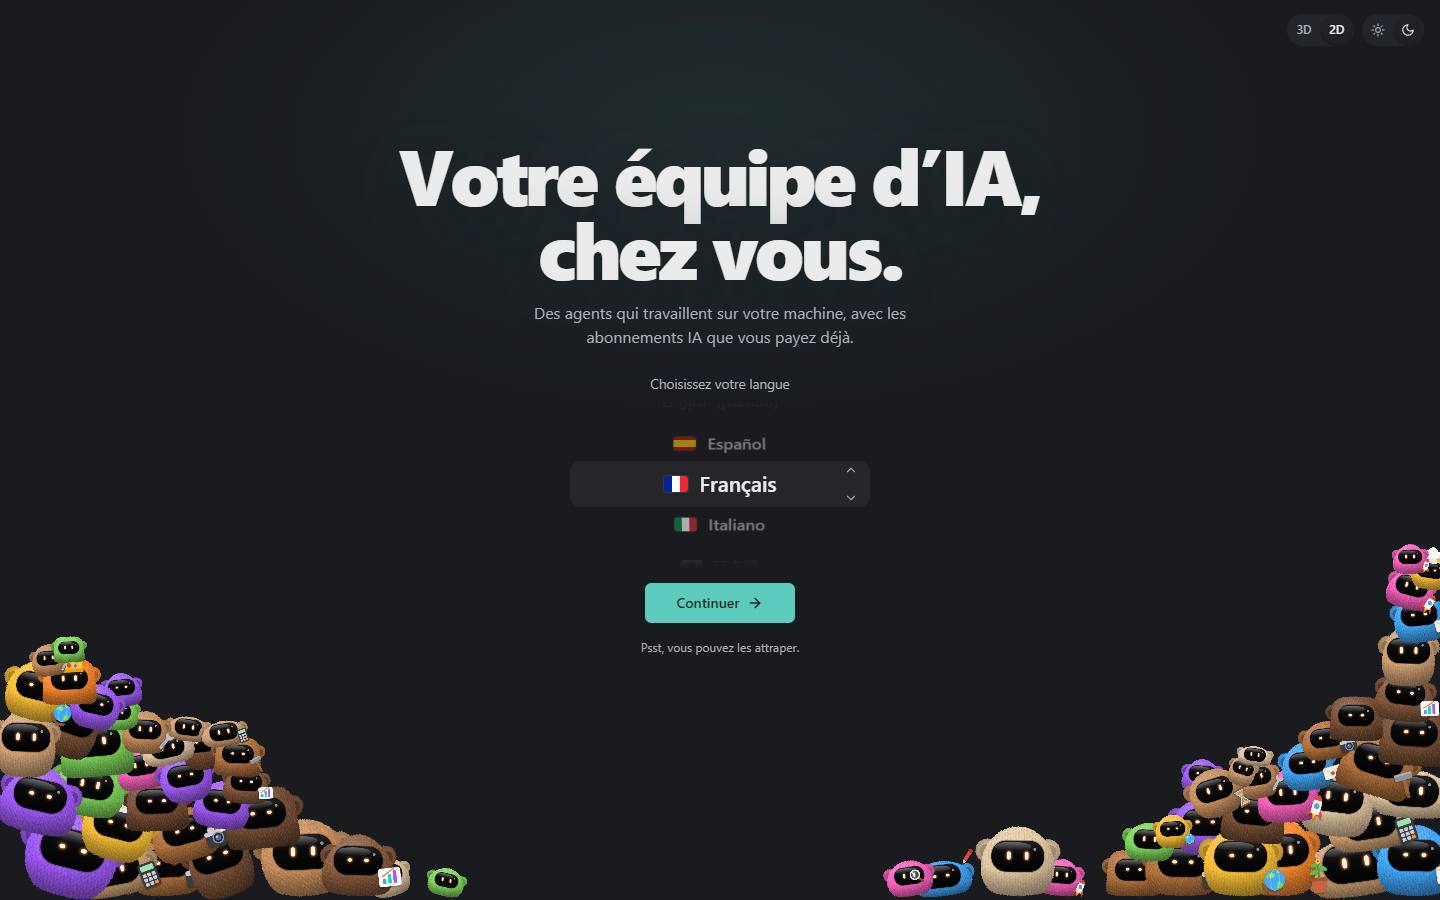 3D 2D
Votre équipe d’IA,
chez vous.
Des agents qui travaillent sur votre machine, avec les
abonnements IA que vous payez déjà.
Choisissez votre langue
Español
Français
Italiano
Continuer →
Psst, vous pouvez les attraper.